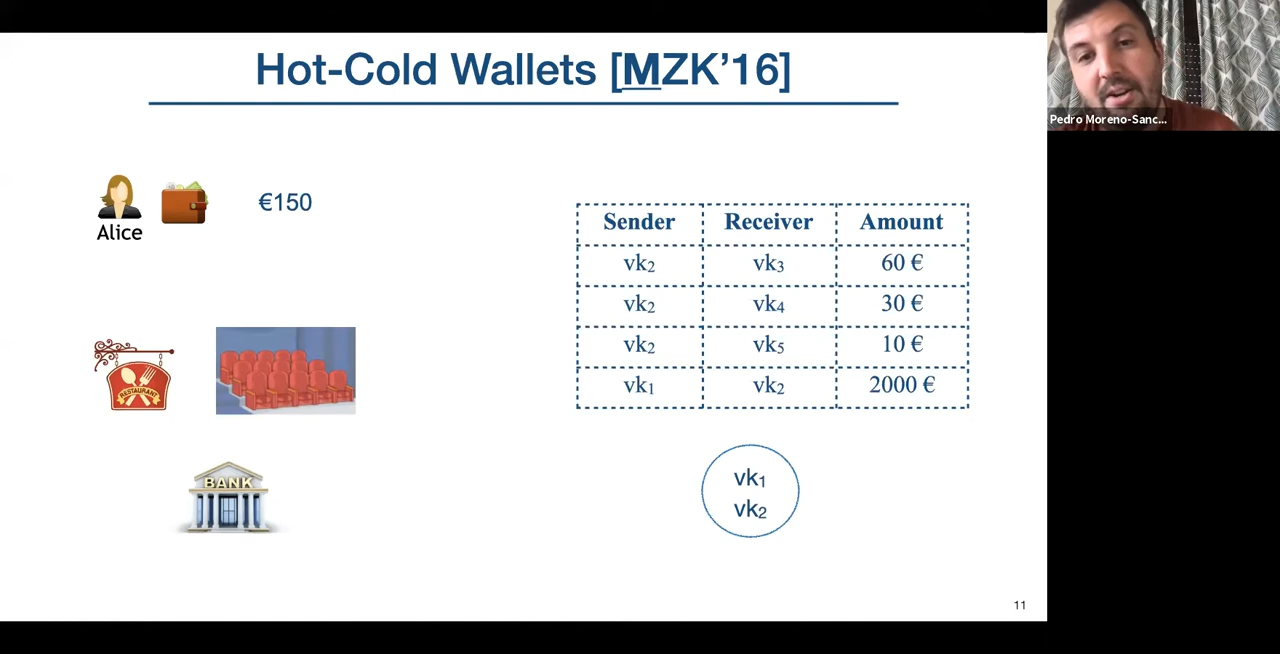 Hot-Cold Wallets [MZK'16]
Pedro Moreno-Sanc...
Alice
€150
RESTAURANT
BANK
Sender Receiver Amount
vk₂ vk₃ 60 €
vk₂ vk₄ 30 €
vk₂ vk₅ 10 €
vk₁ vk₂ 2000 €
vk₁
vk₂
11